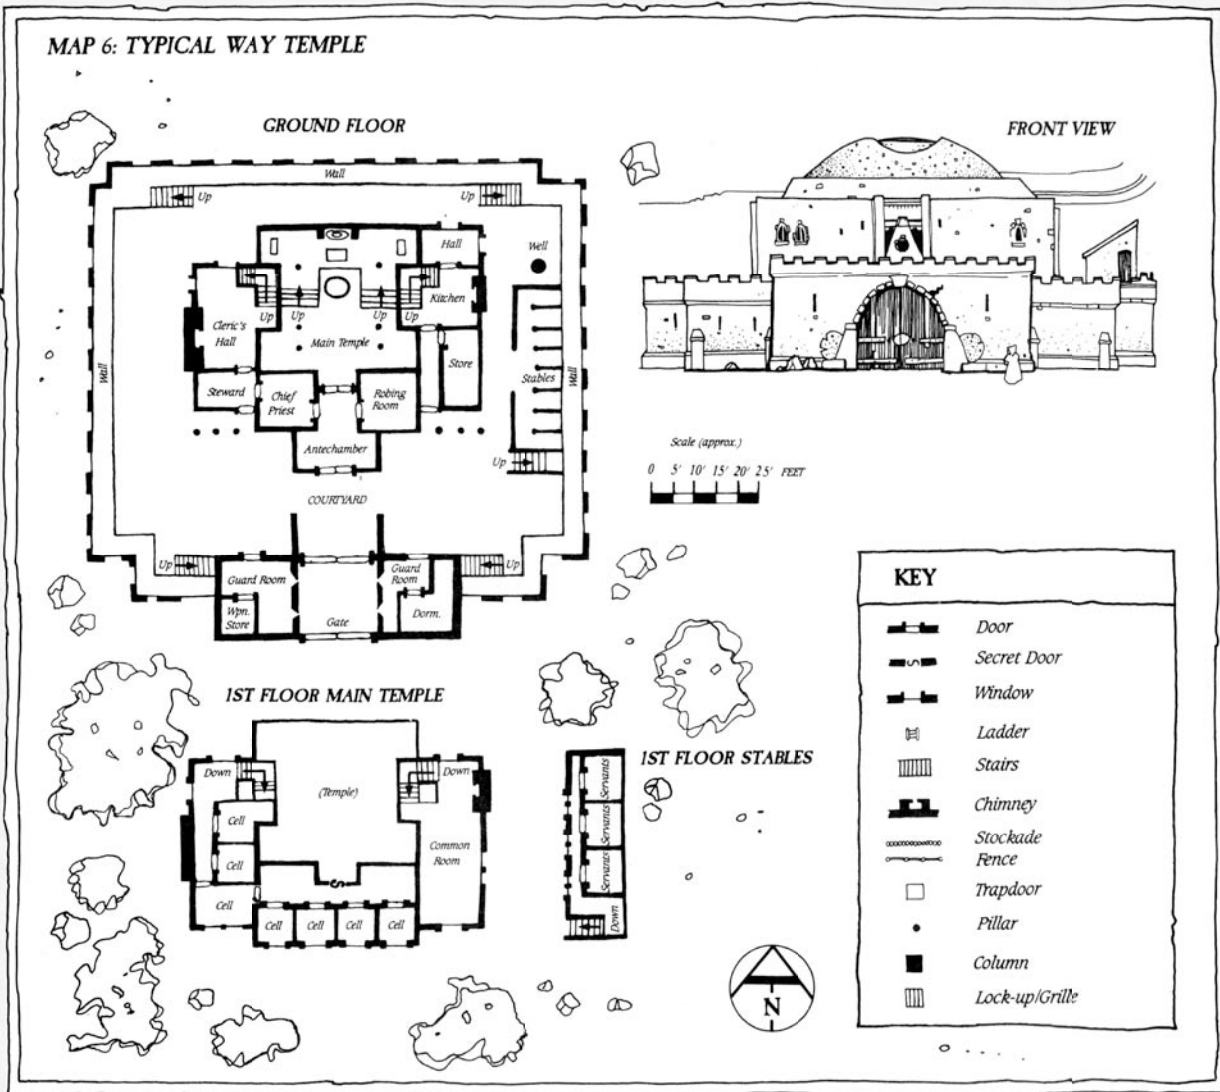 MAP 6: TYPICAL WAY TEMPLE
GROUND FLOOR
FRONT VIEW
Wall
Up
Up
Hall
Well
Kitchen
Up
Up
Up
Up
Cleric's
Hall
Main Temple
Wall
Store
Stables
Wall
Steward
Chief
Priest
Robing
Room
Antechamber
Up
COURTYARD
Scale (approx.)
0 5' 10' 15' 20' 25' FEET
Up
Up
Guard Room
Guard
Room
Wpn.
Store
Gate
Dorm.
KEY
Door
Secret Door
Window
Ladder
Stairs
Chimney
Stockade
Fence
Trapdoor
Pillar
Column
Lock-up/Grille
1ST FLOOR MAIN TEMPLE
Down
Down
(Temple)
Cell
Cell
Common
Room
S
Cell
Cell
Cell
Cell
Cell
1ST FLOOR STABLES
Servants
Servants
Servants
Down
N